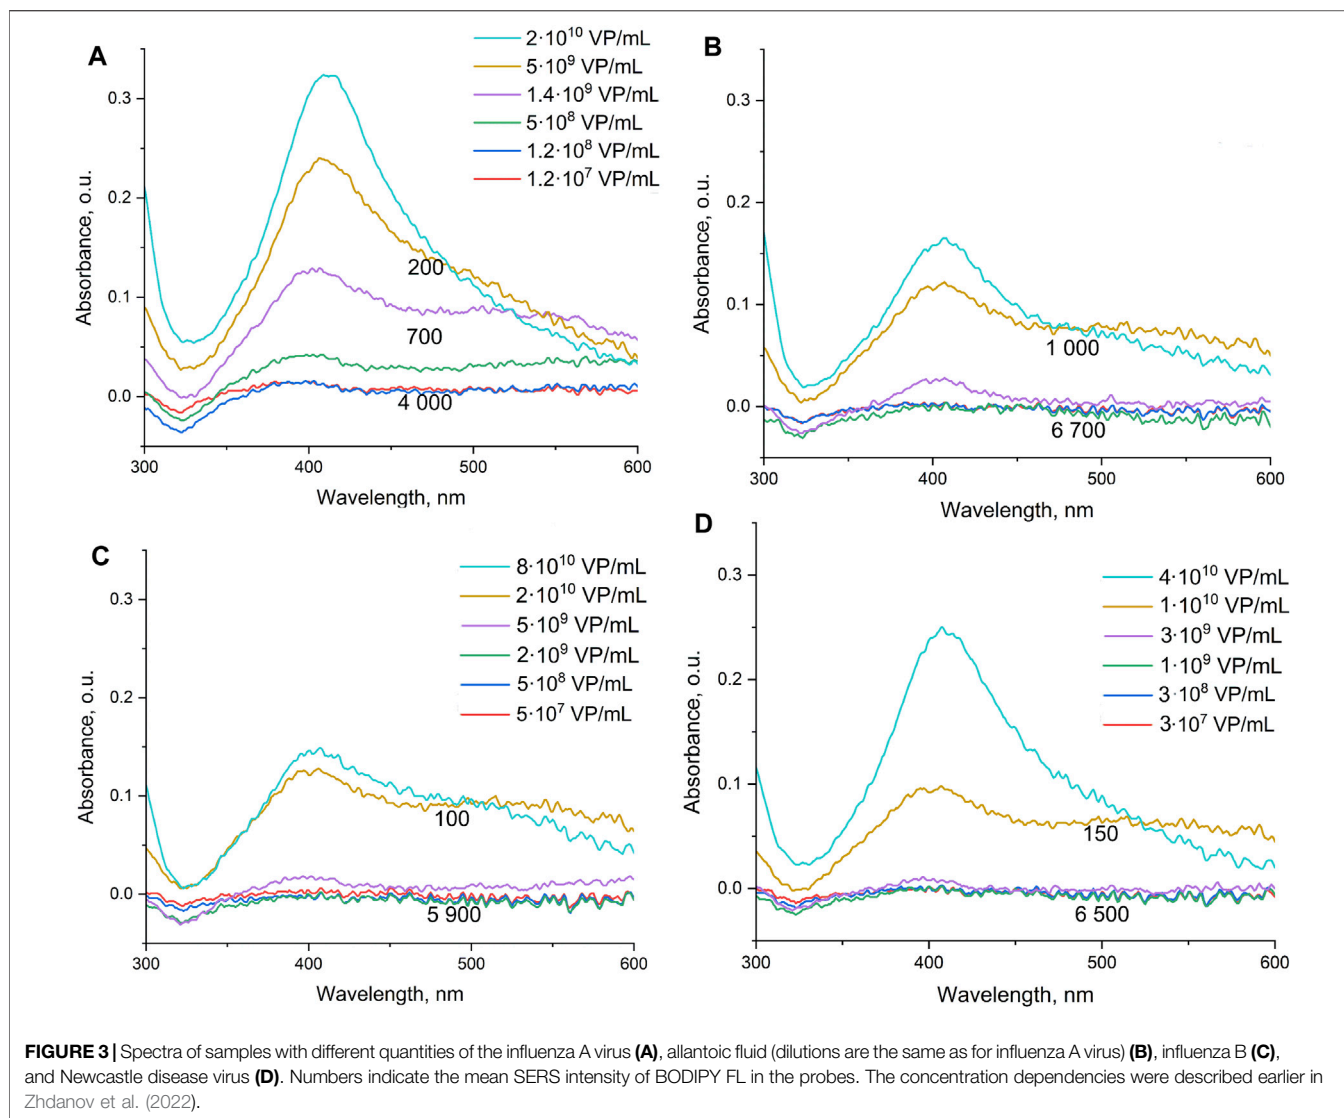 A
2·10¹⁰ VP/mL
5·10⁹ VP/mL
1.4·10⁹ VP/mL
5·10⁸ VP/mL
1.2·10⁸ VP/mL
1.2·10⁷ VP/mL
0.3
0.2
0.1
0.0
Absorbance, o.u.
200
700
4 000
300
400
500
600
Wavelength, nm
B
0.3
0.2
0.1
0.0
Absorbance, o.u.
1 000
6 700
300
400
500
600
Wavelength, nm
C
8·10¹⁰ VP/mL
2·10¹⁰ VP/mL
5·10⁹ VP/mL
2·10⁹ VP/mL
5·10⁸ VP/mL
5·10⁷ VP/mL
0.3
0.2
0.1
0.0
Absorbance, o.u.
100
5 900
300
400
500
600
Wavelength, nm
D
4·10¹⁰ VP/mL
1·10¹⁰ VP/mL
3·10⁹ VP/mL
1·10⁹ VP/mL
3·10⁸ VP/mL
3·10⁷ VP/mL
0.3
0.2
0.1
0.0
Absorbance, o.u.
150
6 500
300
400
500
600
Wavelength, nm
FIGURE 3 | Spectra of samples with different quantities of the influenza A virus (A), allantoic fluid (dilutions are the same as for influenza A virus) (B), influenza B (C),
and Newcastle disease virus (D). Numbers indicate the mean SERS intensity of BODIPY FL in the probes. The concentration dependencies were described earlier in
Zhdanov et al. (2022).